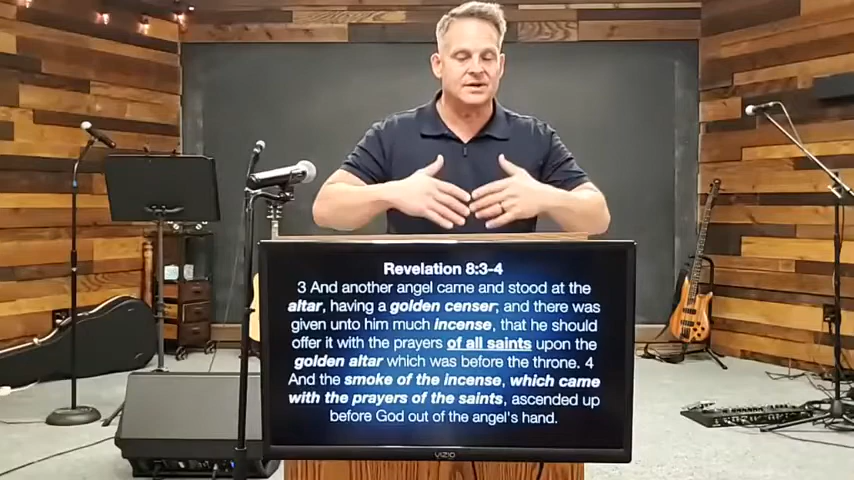 Revelation 8:3-4
3 And another angel came and stood at the
altar, having a golden censer, and there was
given unto him much incense, that he should
offer it with the prayers of all saints upon the
golden altar which was before the throne. 4
And the smoke of the incense, which came
with the prayers of the saints, ascended up
before God out of the angel's hand.
VIZIO